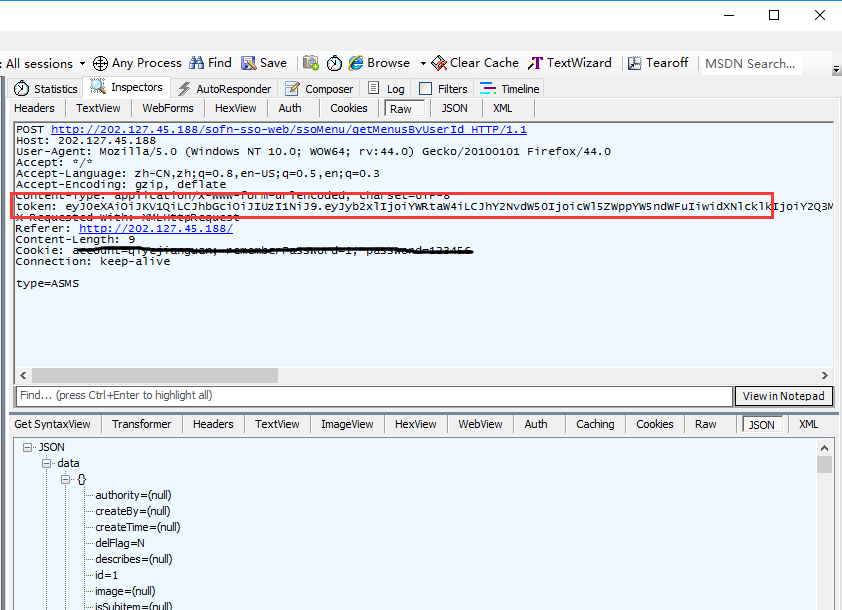 : All sessions Any Process Find Save Browse Clear Cache TextWizard Tearoff MSDN Search...
Statistics Inspectors AutoResponder Composer Log Filters Timeline
Headers TextView WebForms HexView Auth Cookies Raw JSON XML
POST http://202.127.45.188/sofn-sso-web/ssoMenu/getMenusByUserId HTTP/1.1
Host: 202.127.45.188
User-Agent: Mozilla/5.0 (Windows NT 10.0; WOW64; rv:44.0) Gecko/20100101 Firefox/44.0
Accept: */*
Accept-Language: zh-CN,zh;q=0.8,en-US;q=0.5,en;q=0.3
Accept-Encoding: gzip, deflate
Content-Type: application/x-www-form-urlencoded; charset=UTF-8
token:
X-Requested-With: XMLHttpRequest
Referer: http://202.127.45.188/
Content-Length: 9
Cookie:
Connection: keep-alive
type=ASMS
Find... (press Ctrl+Enter to highlight all) View in Notepad
Get SyntaxView Transformer Headers TextView ImageView HexView WebView Auth Caching Cookies Raw JSON XML
JSON
data
{}
authority=(null)
createBy=(null)
createTime=(null)
delFlag=N
describes=(null)
id=1
image=(null)
isSubitem=(null)